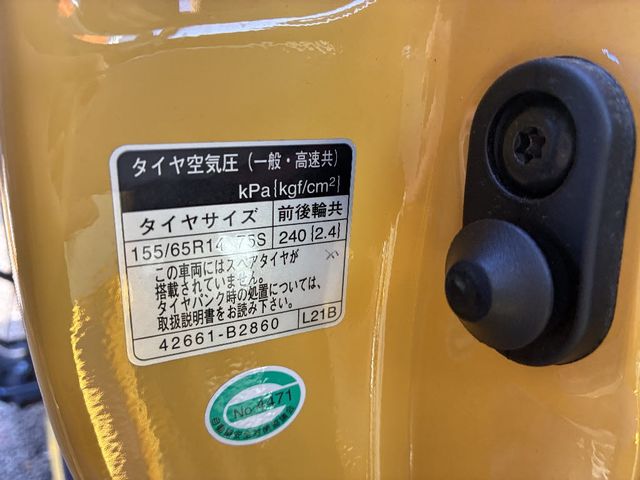 タイヤ空気圧（一般・高速共）
kPa{kgf/cm²}
タイヤサイズ 前後輪共
155/65R14 75S 240{2.4}
この車両にはスペアタイヤが
搭載されていません。
タイヤパンク時の処置については、
取扱説明書をお読み下さい。
42661-B2860 L21B
No.4471